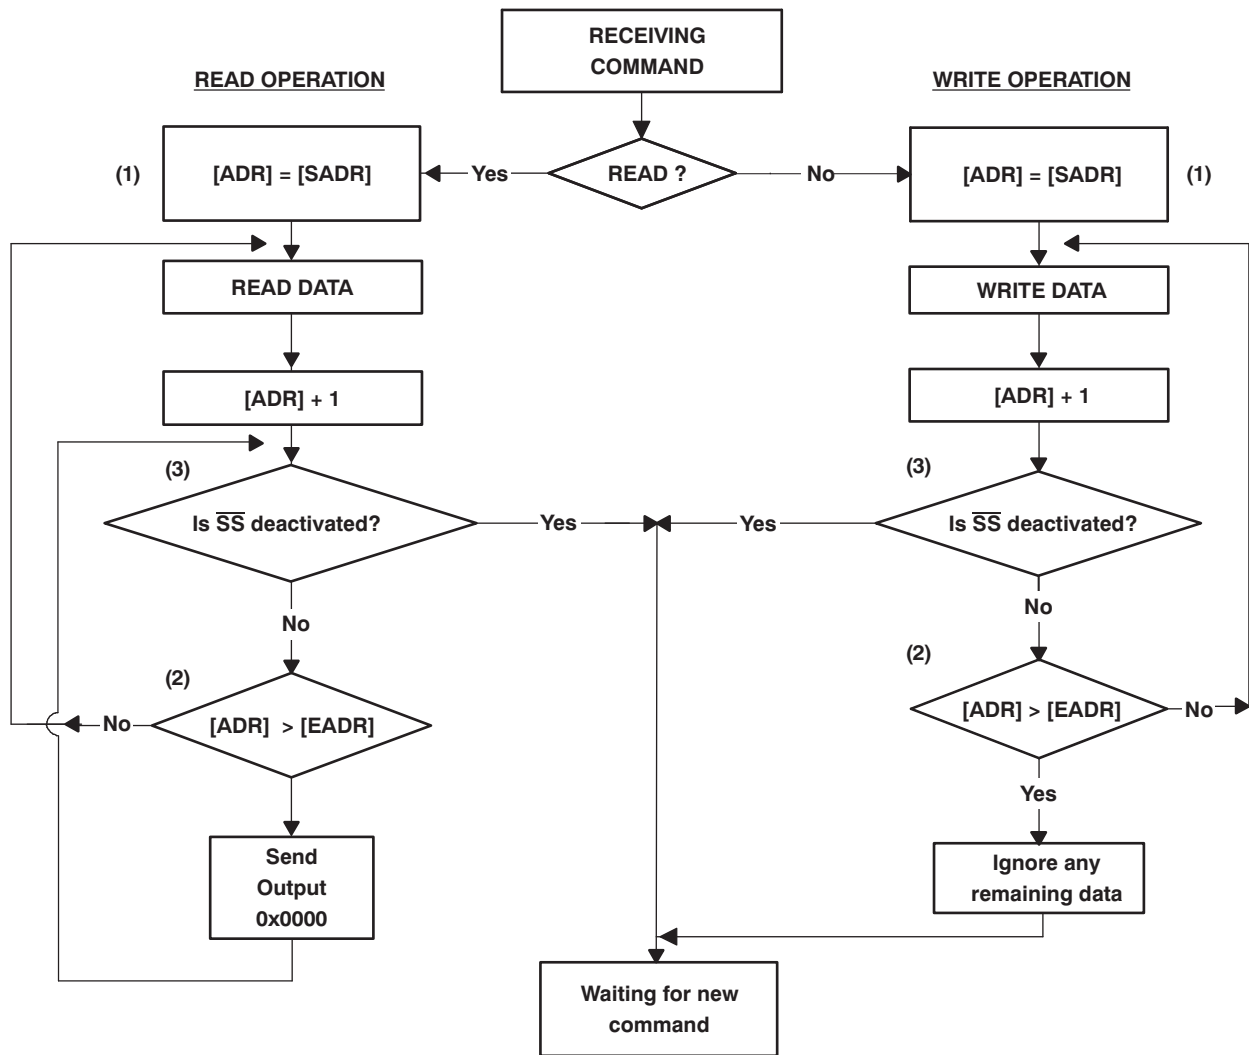 RECEIVING
COMMAND
READ OPERATION
WRITE OPERATION
(1)
[ADR] = [SADR]
Yes
READ ?
No
[ADR] = [SADR]
(1)
READ DATA
WRITE DATA
[ADR] + 1
[ADR] + 1
(3)
Is S̅S̅ deactivated?
Yes
Yes
(3)
Is S̅S̅ deactivated?
No
No
(2)
[ADR] > [EADR]
No
(2)
[ADR] > [EADR]
No
Yes
Send
Output
0x0000
Ignore any
remaining data
Waiting for new
command